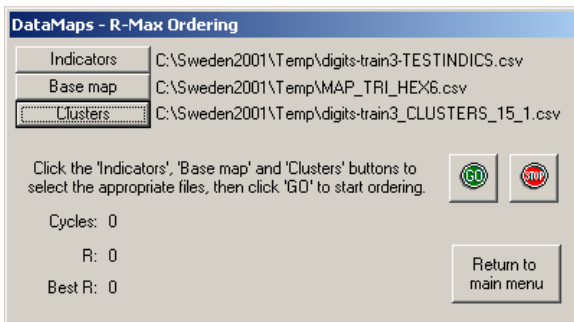 DataMaps - R-Max Ordering
Indicators C:\Sweden2001\Temp\digits-train3-TESTINDICS.csv
Base map C:\Sweden2001\Temp\MAP_TRI_HEX6.csv
Clusters C:\Sweden2001\Temp\digits-train3_CLUSTERS_15_1.csv
Click the 'Indicators', 'Base map' and 'Clusters' buttons to
select the appropriate files, then click 'GO' to start ordering.
GO STOP
Cycles: 0
R: 0
Best R: 0
Return to
main menu